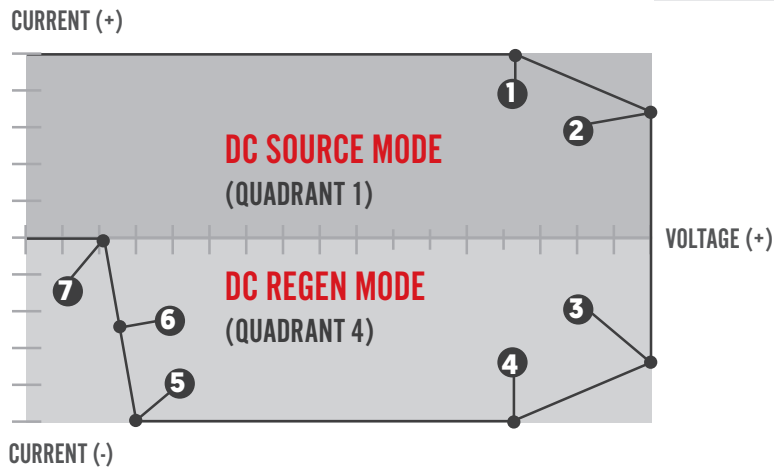 CURRENT (+)
1
2
DC SOURCE MODE
(QUADRANT 1)
VOLTAGE (+)
7
DC REGEN MODE
(QUADRANT 4)
3
6
4
5
CURRENT (-)